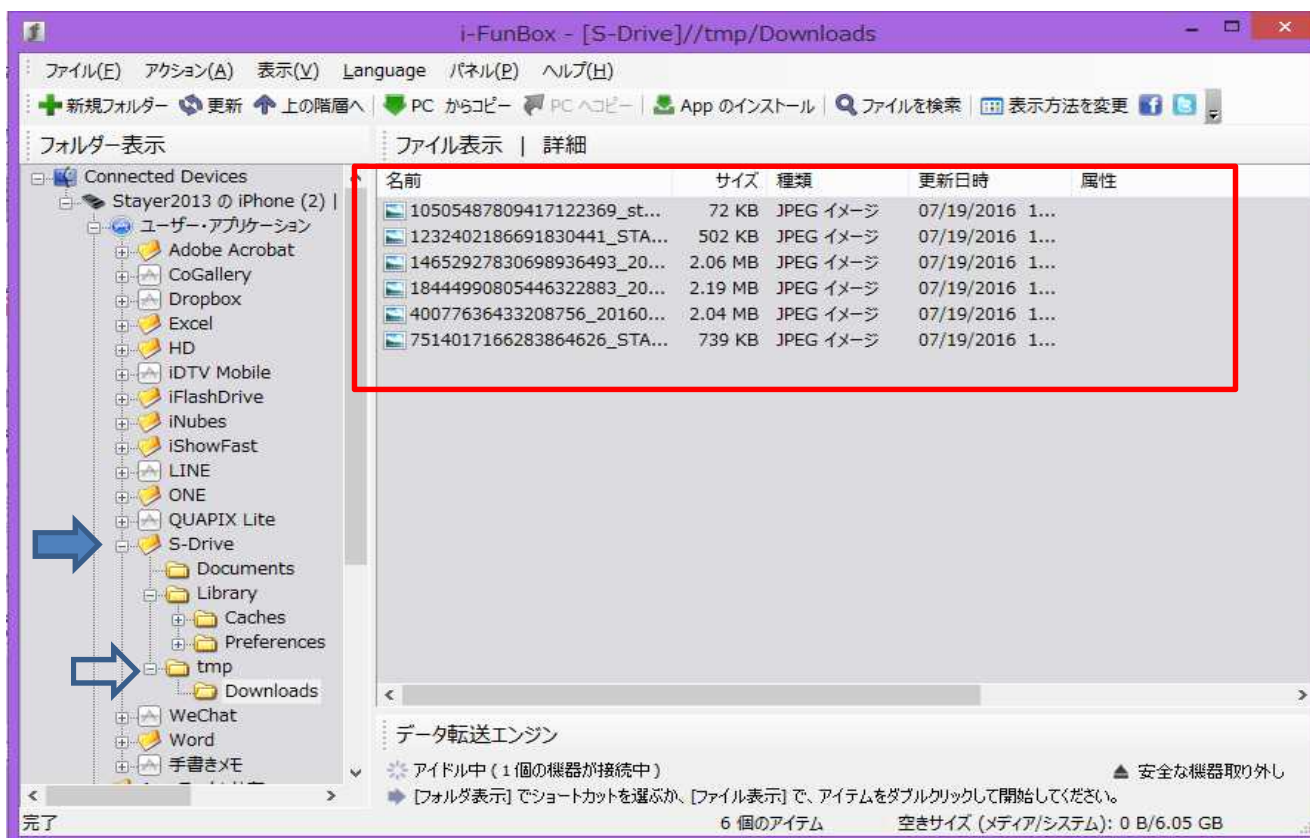 i-FunBox - [S-Drive]//tmp/Downloads
ファイル(F) アクション(A) 表示(V) Language パネル(P) ヘルプ(H)
新規フォルダー 更新 上の階層へ PC からコピー PC へコピー App のインストール ファイルを検索 表示方法を変更
フォルダー表示
Connected Devices
Stayer2013 の iPhone (2) |
ユーザー・アプリケーション
Adobe Acrobat
CoGallery
Dropbox
Excel
HD
iDTV Mobile
iFlashDrive
iNubes
iShowFast
LINE
ONE
QUAPIX Lite
S-Drive
Documents
Library
Caches
Preferences
tmp
Downloads
WeChat
Word
手書きメモ
ファイル表示 | 詳細
名前 サイズ 種類 更新日時 属性
10505487809417122369_st... 72 KB JPEG イメージ 07/19/2016 1...
1232402186691830441_STA... 502 KB JPEG イメージ 07/19/2016 1...
14652927830698936493_20... 2.06 MB JPEG イメージ 07/19/2016 1...
18444990805446322883_20... 2.19 MB JPEG イメージ 07/19/2016 1...
40077636433208756_20160... 2.04 MB JPEG イメージ 07/19/2016 1...
7514017166283864626_STA... 739 KB JPEG イメージ 07/19/2016 1...
データ転送エンジン
アイドル中 ( 1 個の機器が接続中 ) 安全な機器取り外し
[フォルダ表示] でショートカットを選ぶか、[ファイル表示] で、アイテムをダブルクリックして開始してください。
完了 6 個のアイテム 空きサイズ (メディア/システム): 0 B/6.05 GB